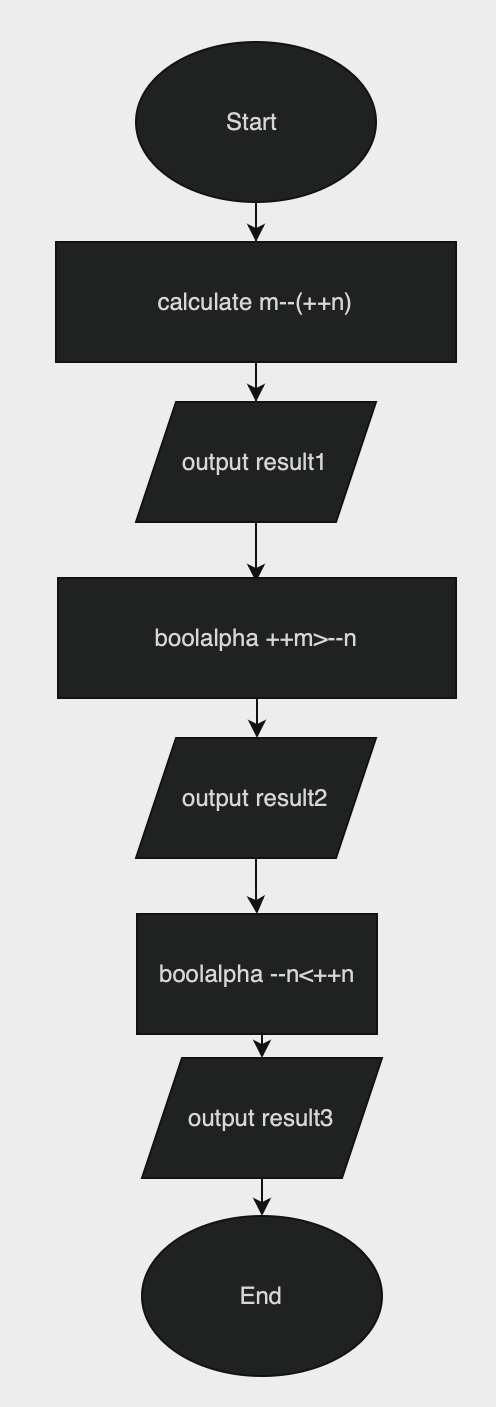 Start
calculate m--(++n)
output result1
boolalpha ++m>--n
output result2
boolalpha --n<++n
output result3
End